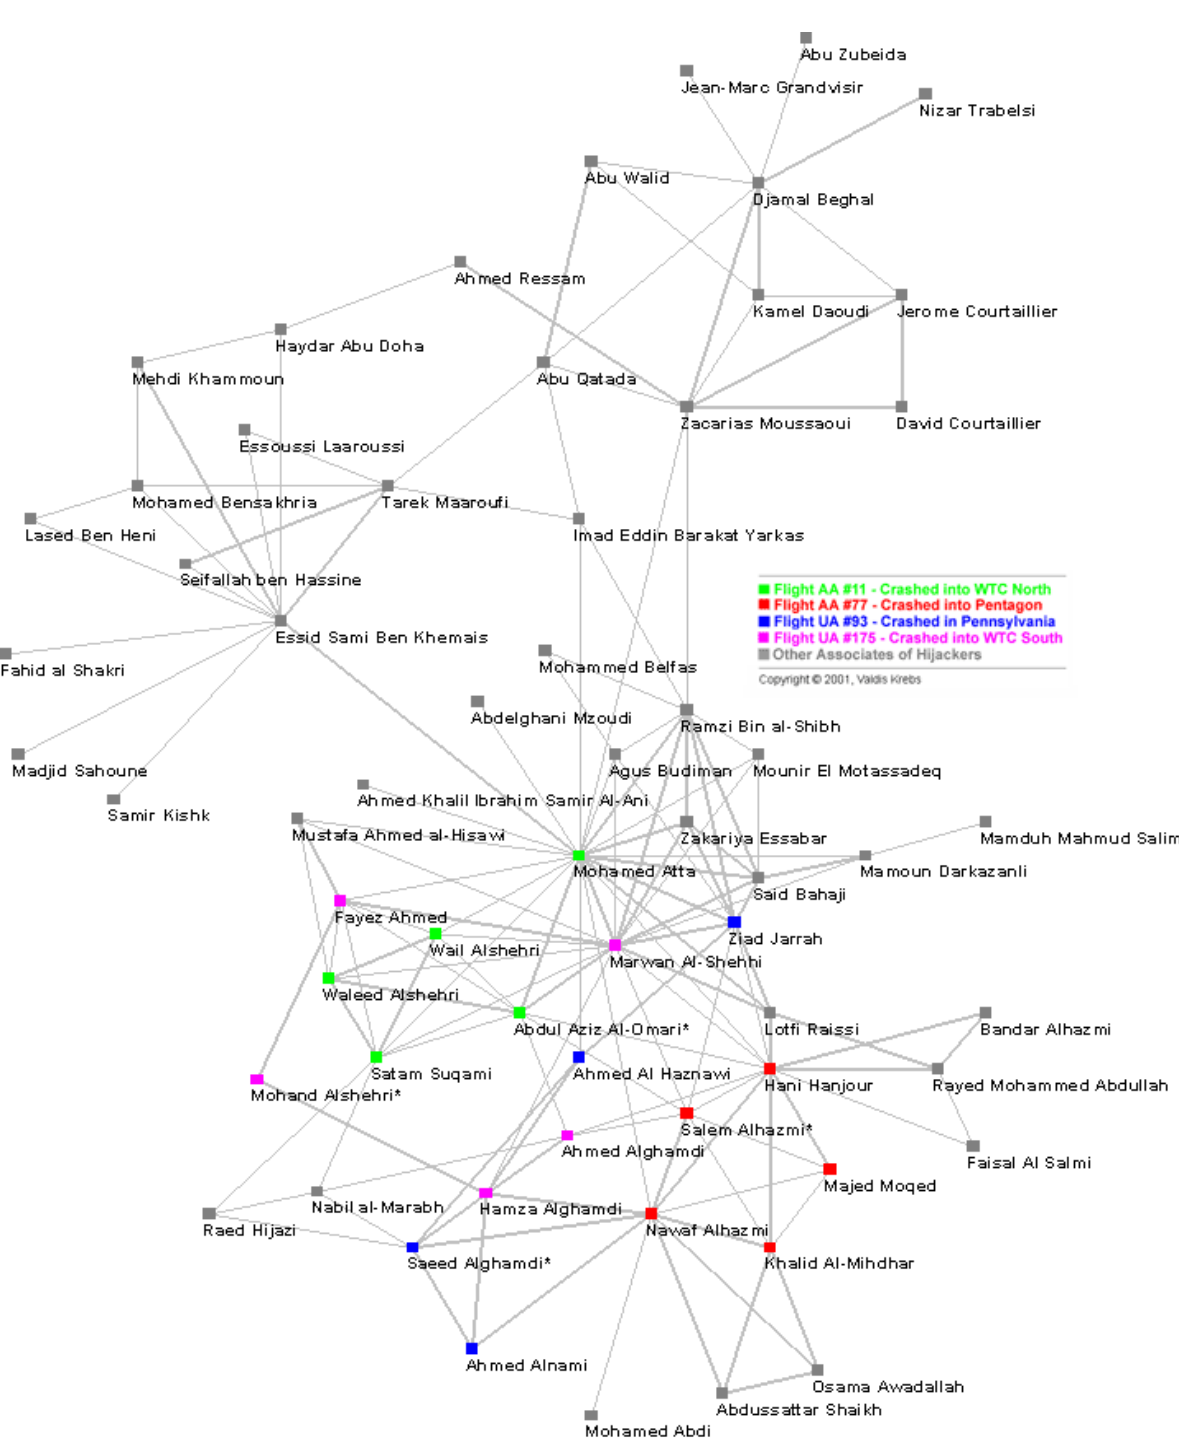 Abu Zubeida
Jean-Marc Grandvisir
Nizar Trabelsi
Abu Walid
Djamal Beghal
Ahmed Ressam
Kamel Daoudi
Jerome Courtaillier
Haydar Abu Doha
Mehdi Khammoun
Abu Qatada
Zacarias Moussaoui
David Courtaillier
Essoussi Laaroussi
Mohamed Bensakhria
Tarek Maaroufi
Lased Ben Heni
Imad Eddin Barakat Yarkas
Seifallah ben Hassine
Flight AA #11 - Crashed into WTC North
Flight AA #77 - Crashed into Pentagon
Flight UA #93 - Crashed in Pennsylvania
Flight UA #175 - Crashed into WTC South
Other Associates of Hijackers
Copyright © 2001, Valdis Krebs
Essid Sami Ben Khemais
Fahid al Shakri
Mohammed Belfas
Abdelghani Mzoudi
Ramzi Bin al-Shibh
Madjid Sahoune
Agus Budiman
Mounir El Motassadeq
Samir Kishk
Ahmed Khalil Ibrahim Samir Al-Ani
Mustafa Ahmed al-Hisawi
Zakariya Essabar
Mamduh Mahmud Salim
Mohamed Atta
Mamoun Darkazanli
Said Bahaji
Fayez Ahmed
Ziad Jarrah
Wail Alshehri
Marwan Al-Shehhi
Waleed Alshehri
Abdul Aziz Al-Omari*
Lotfi Raissi
Bandar Alhazmi
Satam Suqami
Ahmed Al Haznawi
Hani Hanjour
Rayed Mohammed Abdullah
Mohand Alshehri*
Salem Alhazmi*
Ahmed Alghamdi
Faisal Al Salmi
Majed Moqed
Nabil al-Marabh
Hamza Alghamdi
Raed Hijazi
Nawaf Alhazmi
Saeed Alghamdi*
Khalid Al-Mihdhar
Ahmed Alnami
Osama Awadallah
Abdussattar Shaikh
Mohamed Abdi